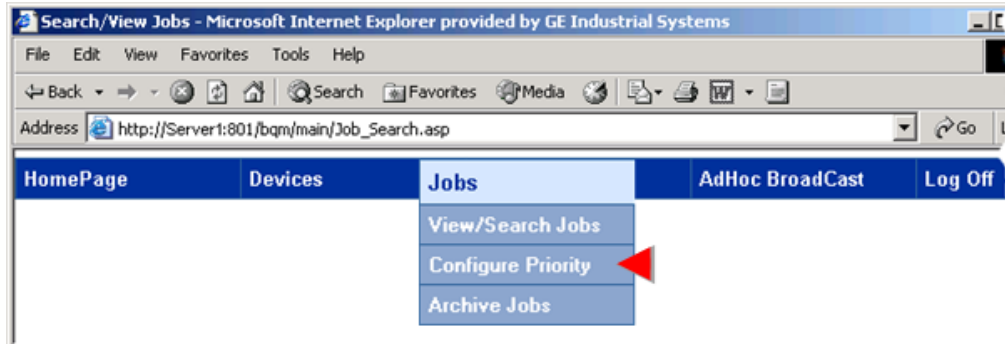 Search/View Jobs - Microsoft Internet Explorer provided by GE Industrial Systems
File Edit View Favorites Tools Help
Back Search Favorites Media
Address http://Server1:801/bqm/main/Job_Search.asp Go
HomePage Devices Jobs AdHoc BroadCast Log Off
View/Search Jobs
Configure Priority
Archive Jobs